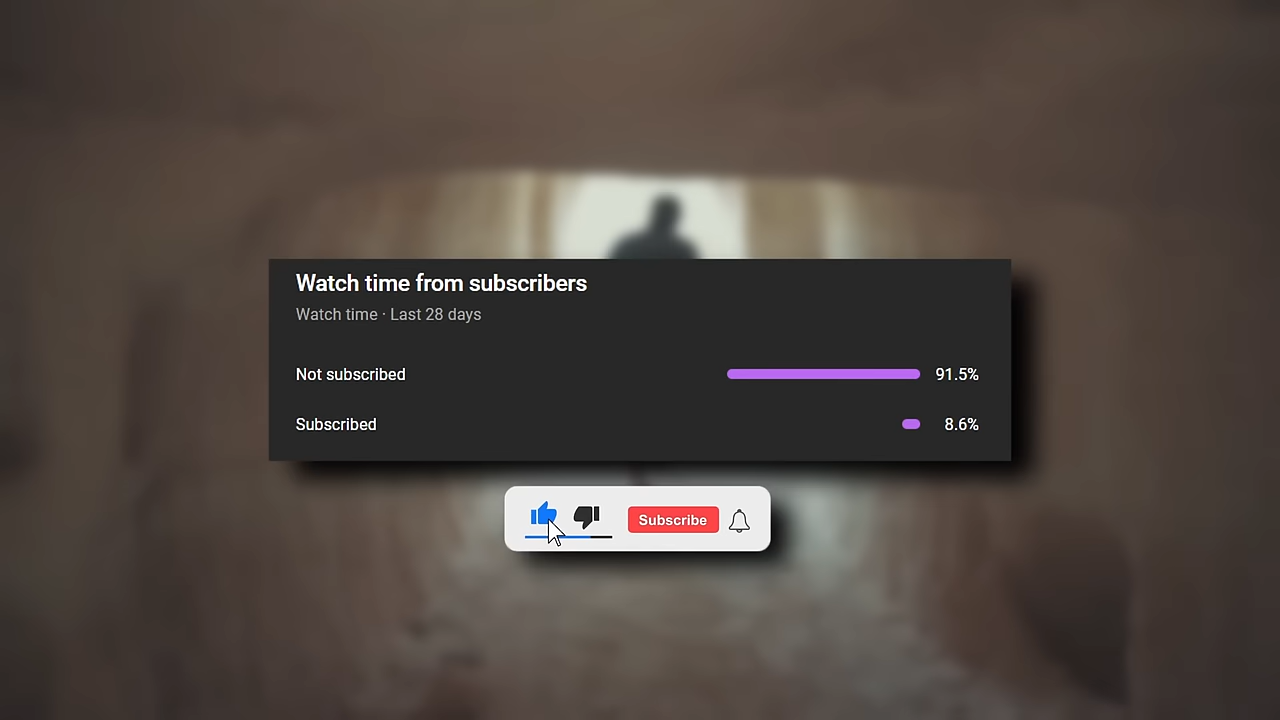 Watch time from subscribers
Watch time · Last 28 days
Not subscribed 91.5%
Subscribed 8.6%
Subscribe